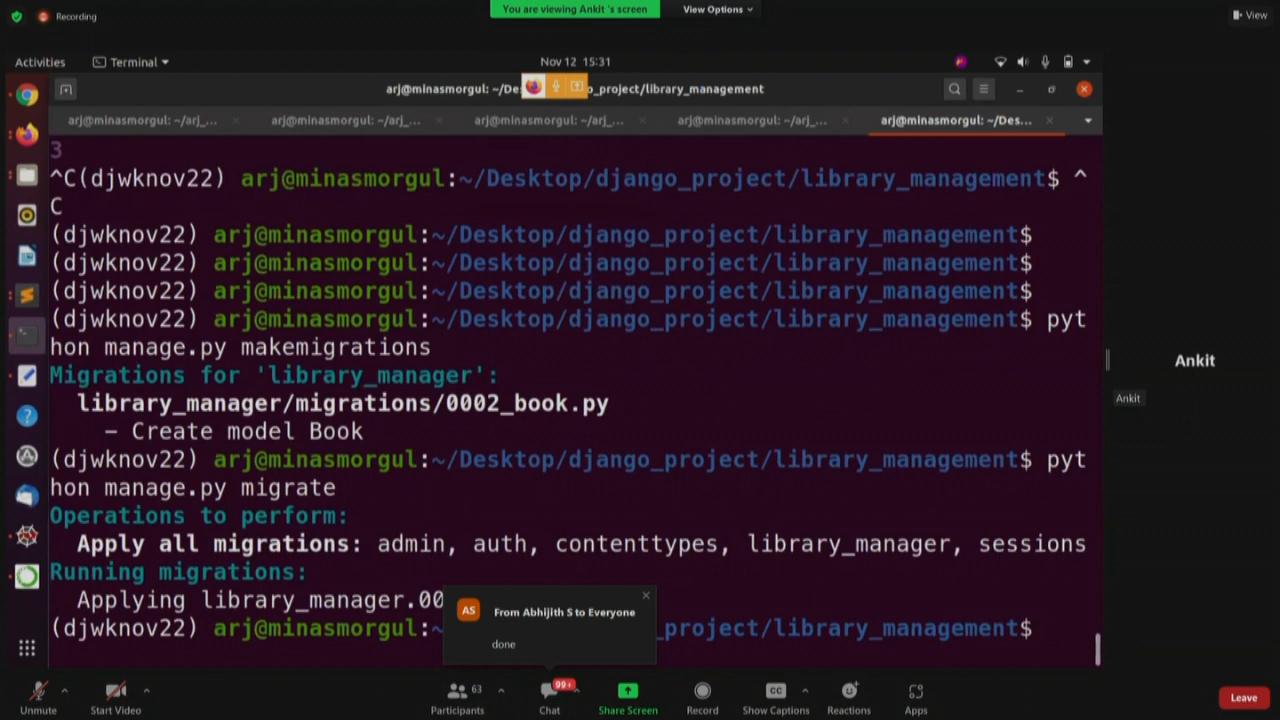 Recording
You are viewing Ankit 's screen
View Options
View
Activities
Terminal
Nov 12 15:31
arj@minasmorgul: ~/De
o_project/library_management
arj@minasmorgul: ~/arj_...
arj@minasmorgul: ~/arj_...
arj@minasmorgul: ~/arj_...
arj@minasmorgul: ~/arj_...
arj@minasmorgul: ~/Des...
3
^C(djwknov22) arj@minasmorgul:~/Desktop/django_project/library_management$ ^
C
(djwknov22) arj@minasmorgul:~/Desktop/django_project/library_management$
(djwknov22) arj@minasmorgul:~/Desktop/django_project/library_management$
(djwknov22) arj@minasmorgul:~/Desktop/django_project/library_management$
(djwknov22) arj@minasmorgul:~/Desktop/django_project/library_management$ pyt
hon manage.py makemigrations
Migrations for 'library_manager':
library_manager/migrations/0002_book.py
- Create model Book
(djwknov22) arj@minasmorgul:~/Desktop/django_project/library_management$ pyt
hon manage.py migrate
Operations to perform:
Apply all migrations: admin, auth, contenttypes, library_manager, sessions
Running migrations:
Applying library_manager.00
(djwknov22) arj@minasmorgul:~
_project/library_management$
AS
From Abhijith S to Everyone
done
Ankit
Ankit
Unmute
Start Video
63
Participants
99+
Chat
Share Screen
Record
CC
Show Captions
Reactions
Apps
Leave